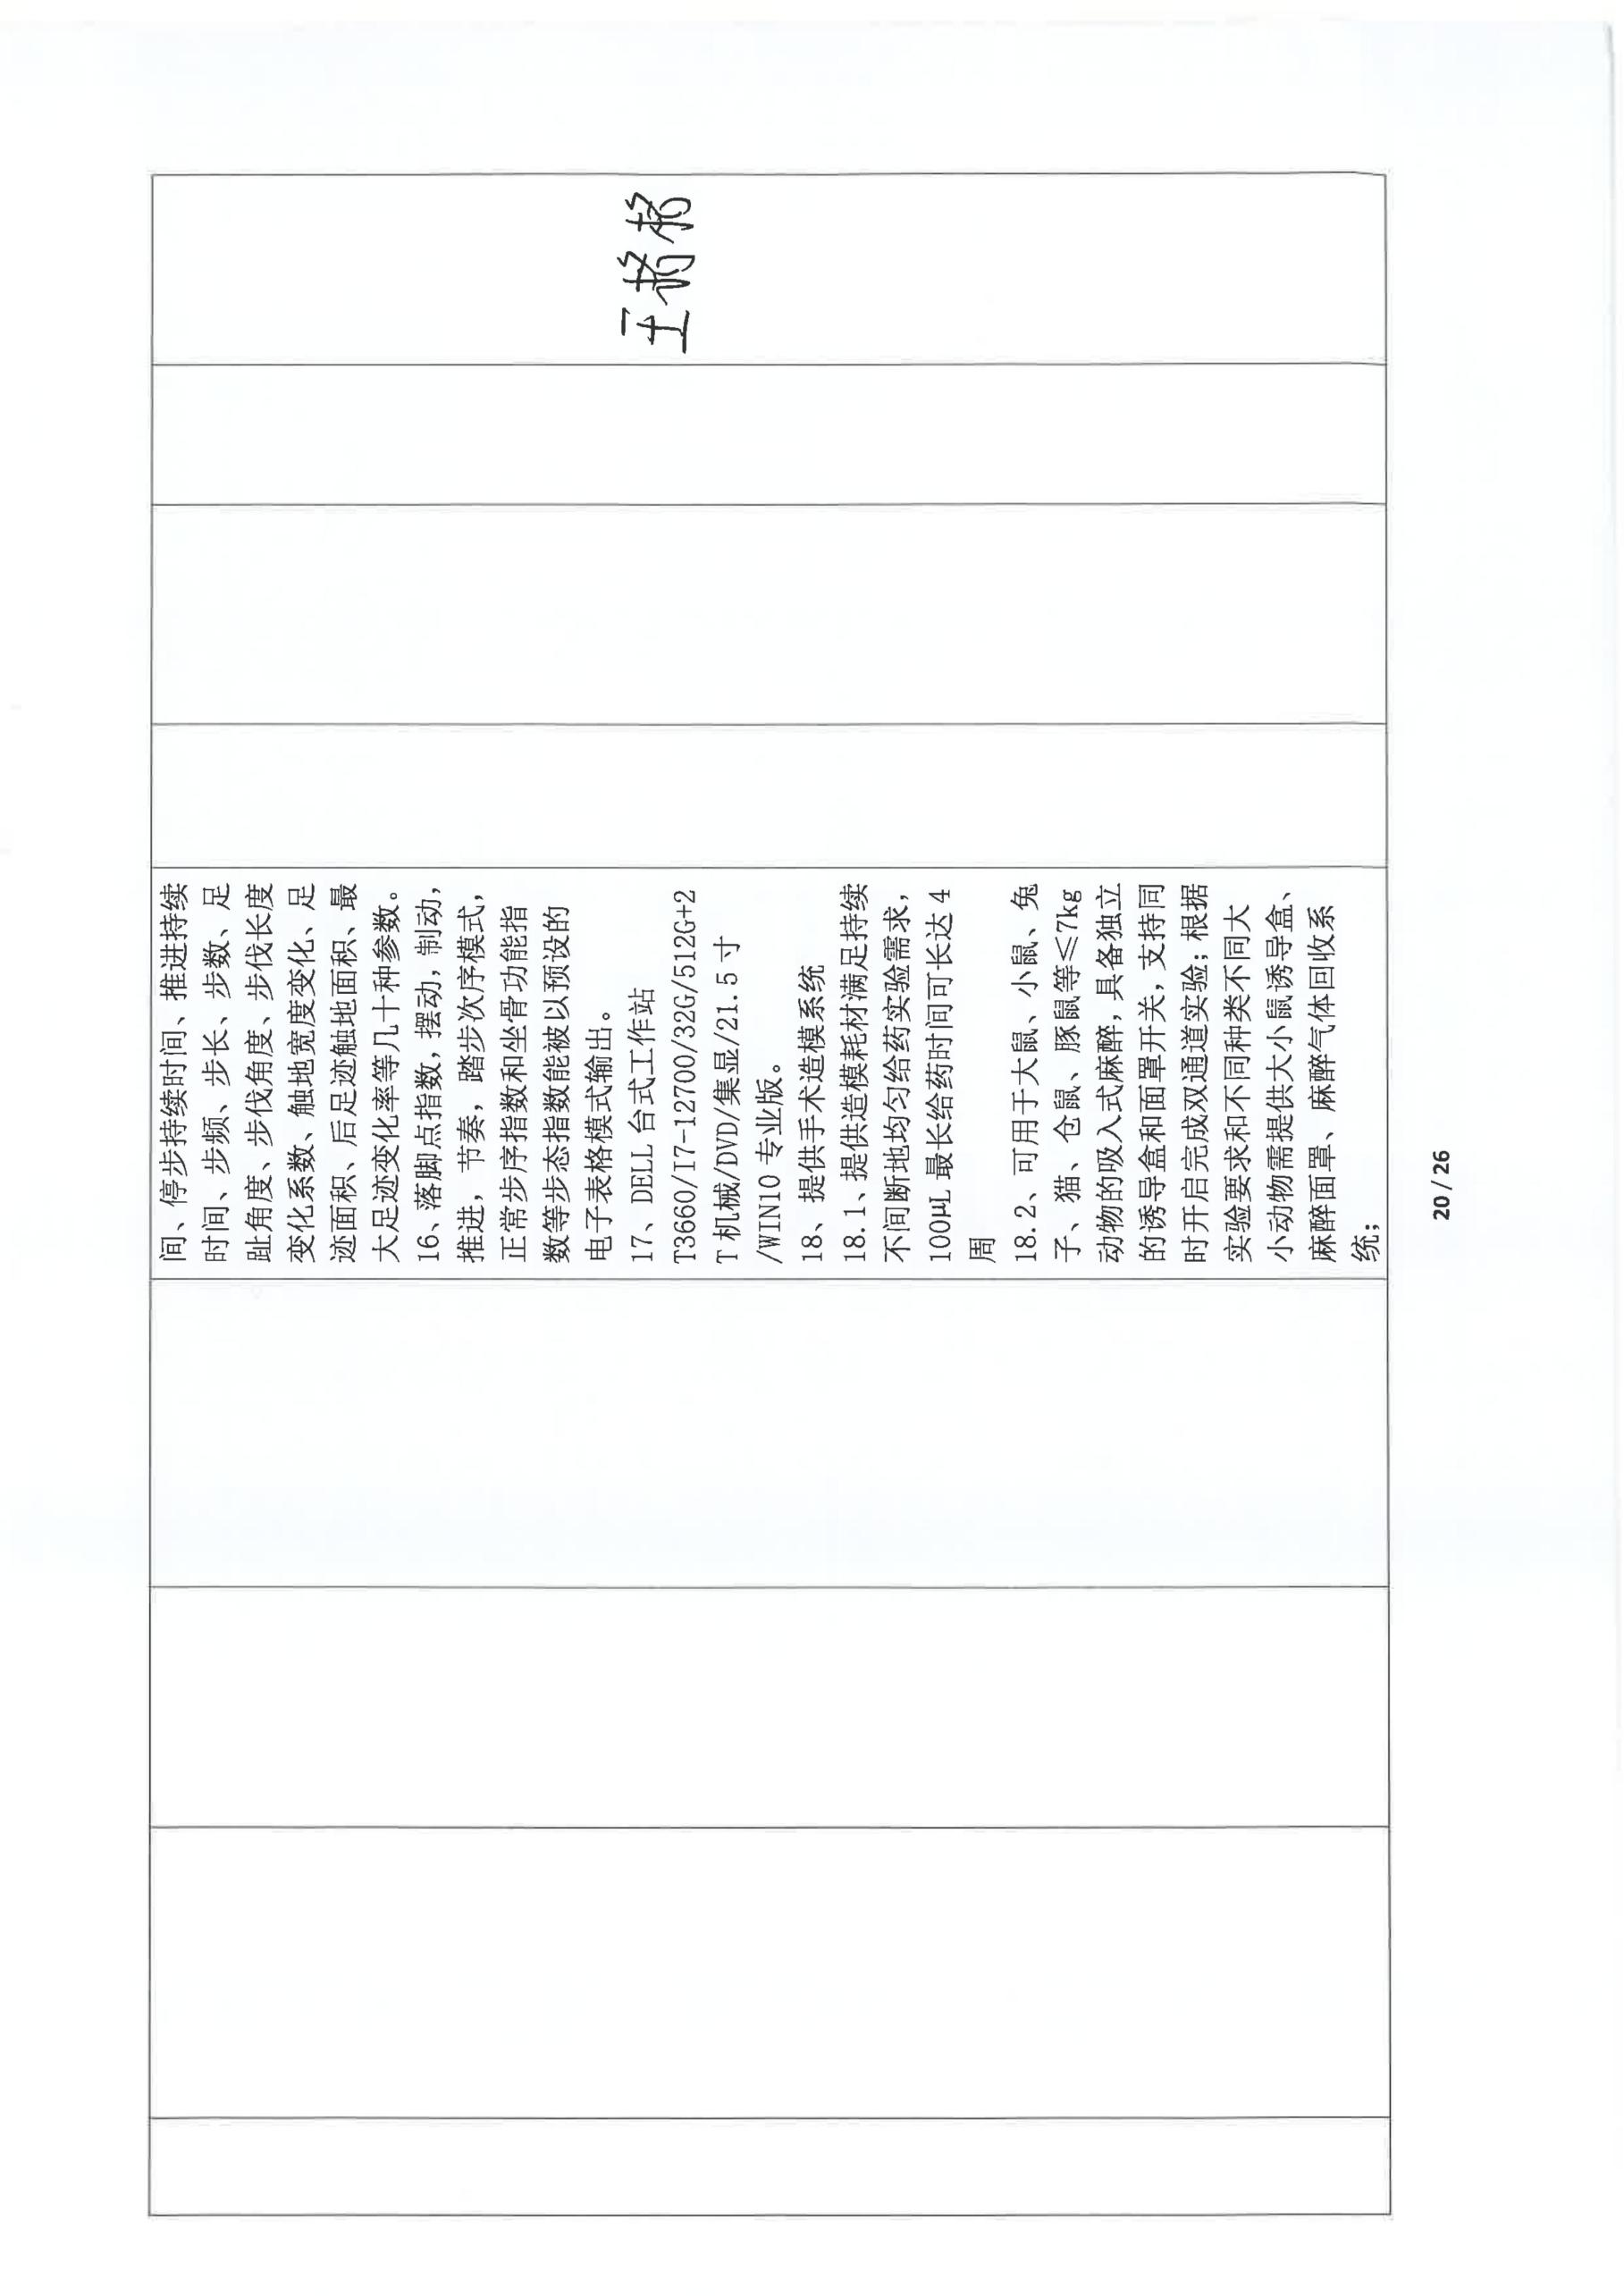 间、停步持续时间、推进持续
时间、步频、步长、步数、足
趾角度、步伐角度、步伐长度
变化系数、触地宽度变化、足
迹面积、后足迹触地面积、最
大足迹变化率等几十种参数。
16、落脚点指数,摆动,制动,
推进,节奏,踏步次序模式,
正常步序指数和坐骨功能指
数等步态指数能被以预设的
电子表格模式输出。
17、DELL 台式工作站
T3660/I7-12700/32G/512G+2
T 机械/DVD/集显/21.5 寸
/WIN10 专业版。
18、提供手术造模系统
18.1、提供造模耗材满足持续
不间断地均匀给药实验需求,
100μL 最长给药时间可长达 4
周
18.2、可用于大鼠、小鼠、兔
子、猫、仓鼠、豚鼠等≤7kg
动物的吸入式麻醉,具备独立
的诱导盒和面罩开关,支持同
时开启完成双通道实验;根据
实验要求和不同种类不同大
小动物需提供大小鼠诱导盒、
麻醉面罩、麻醉气体回收系
统;
20 / 26